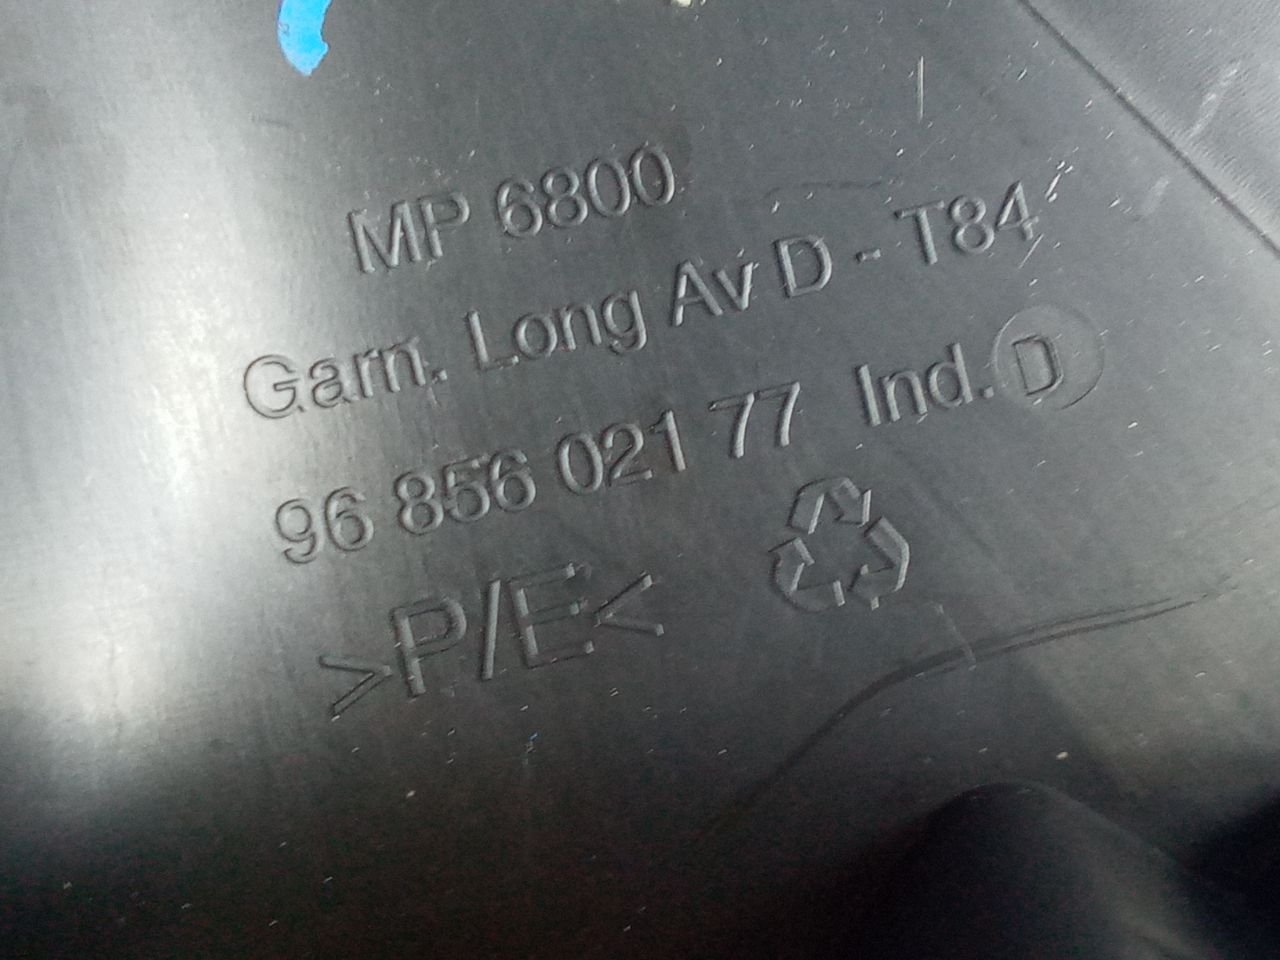 MP 6800
Garn. Long Av D - T84
96 856 021 77 Ind. D
>P/E<